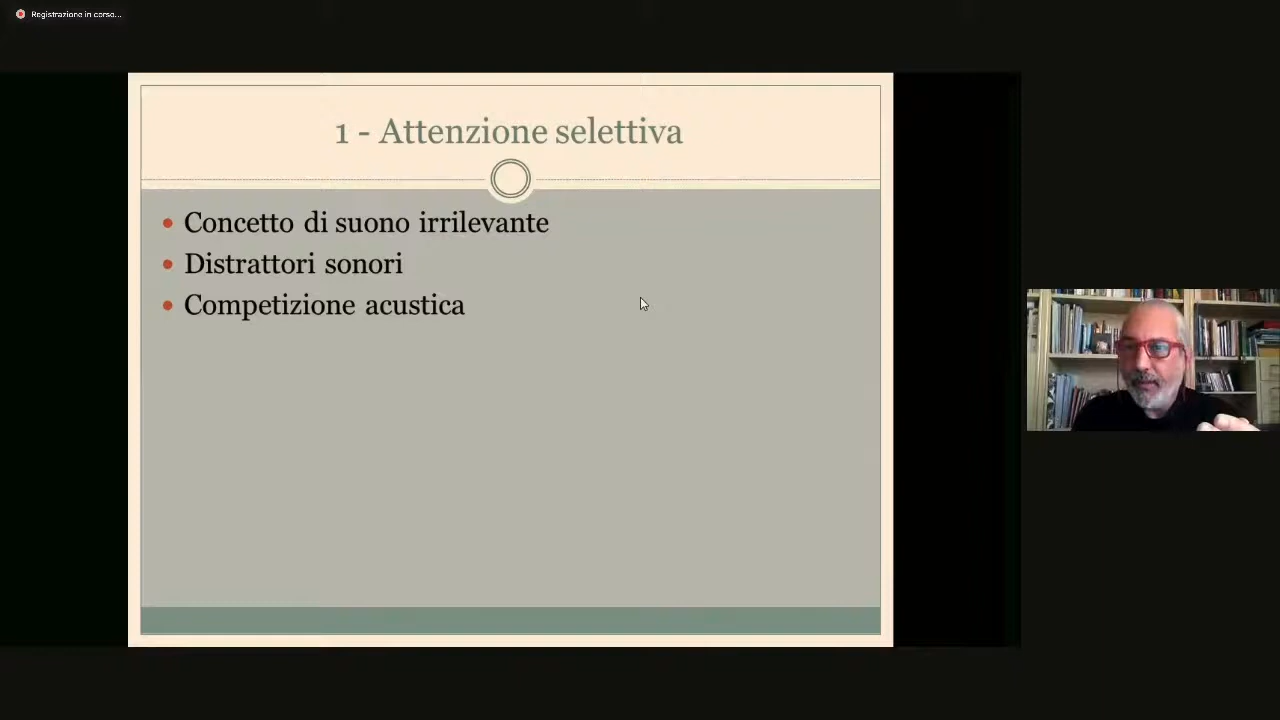 Registrazione in corso...
1 - Attenzione selettiva
• Concetto di suono irrilevante
• Distrattori sonori
• Competizione acustica